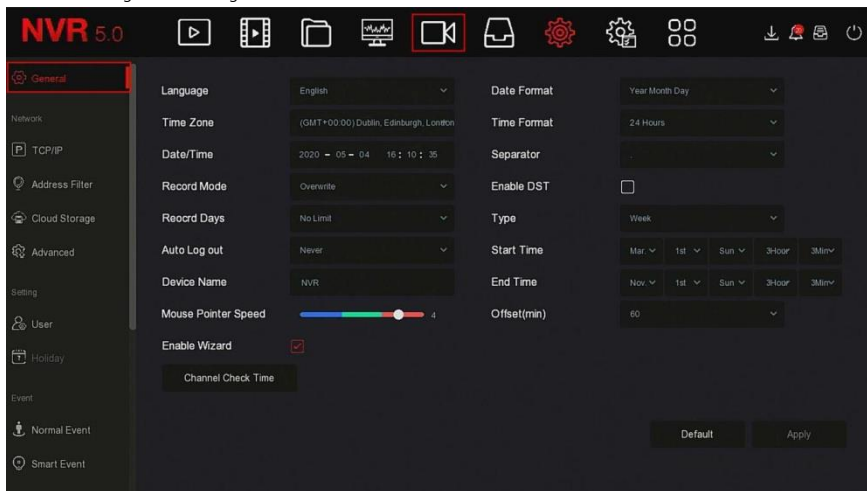 NVR 5.0
General
Network
TCP/IP
Address Filter
Cloud Storage
Advanced
Setting
User
Holiday
Event
Normal Event
Smart Event
Language English
Time Zone (GMT+00:00) Dublin, Edinburgh, London
Date/Time 2020 - 05 - 04 16 : 10 : 35
Record Mode Overwrite
Reocrd Days No Limit
Auto Log out Never
Device Name NVR
Mouse Pointer Speed 4
Enable Wizard
Channel Check Time
Date Format Year Month Day
Time Format 24 Hours
Separator .
Enable DST
Type Week
Start Time Mar. 1st Sun 3Hour 3Min
End Time Nov. 1st Sun 3Hour 3Min
Offset(min) 60
Default Apply